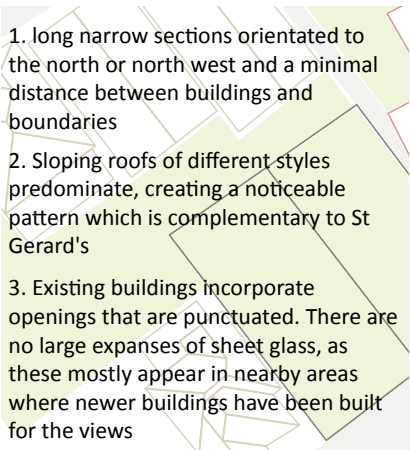 1. long narrow sections orientated to
the north or north west and a minimal
distance between buildings and
boundaries
2. Sloping roofs of different styles
predominate, creating a noticeable
pattern which is complementary to St
Gerard's
3. Existing buildings incorporate
openings that are punctuated. There are
no large expanses of sheet glass, as
these mostly appear in nearby areas
where newer buildings have been built
for the views